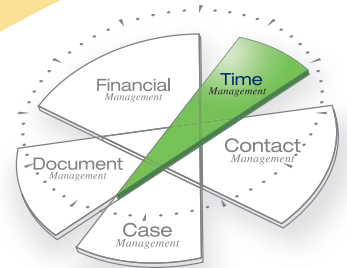 Financial
Management
Time
Management
Contact
Management
Document
Management
Case
Management